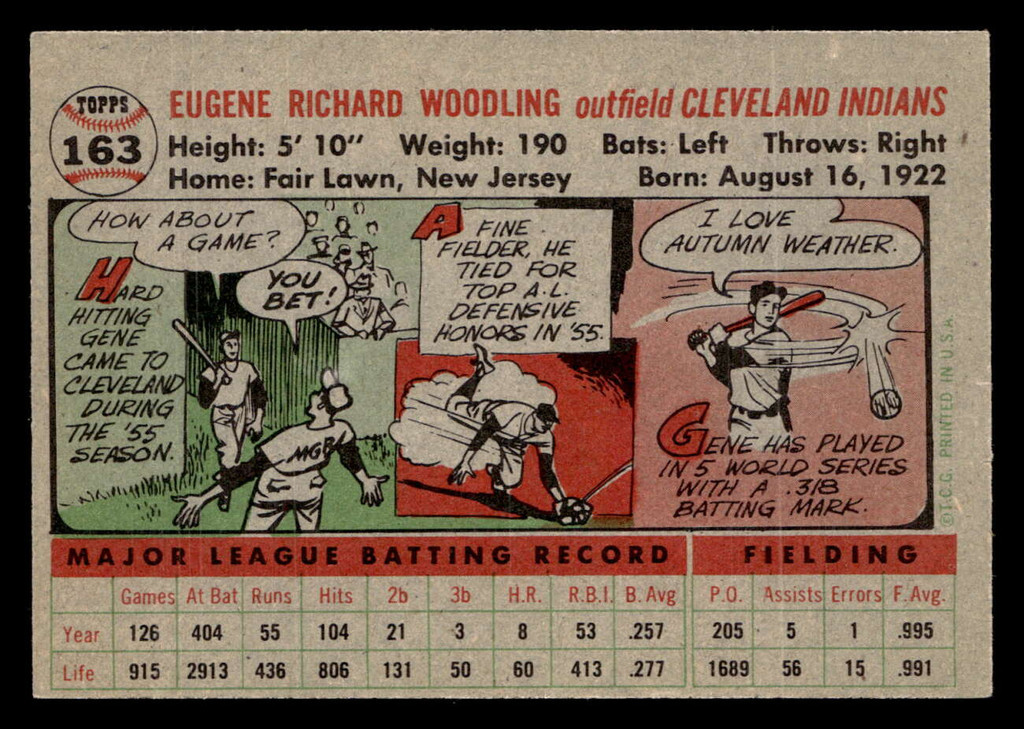 TOPPS
163
EUGENE RICHARD WOODLING outfield CLEVELAND INDIANS
Height: 5' 10" Weight: 190 Bats: Left Throws: Right
Home: Fair Lawn, New Jersey Born: August 16, 1922
HOW ABOUT
A GAME?
YOU
BET!
HARD
HITTING
GENE
CAME TO
CLEVELAND
DURING
THE '55
SEASON.
MGR.
A FINE
FIELDER, HE
TIED FOR
TOP A.L.
DEFENSIVE
HONORS IN '55.
I LOVE
AUTUMN WEATHER.
GENE HAS PLAYED
IN 5 WORLD SERIES
WITH A .318
BATTING MARK.
©T.C.G. PRINTED IN U.S.A.
MAJOR LEAGUE BATTING RECORD FIELDING
Games At Bat Runs Hits 2b 3b H.R. R.B.I. B. Avg P.O. Assists Errors F. Avg.
Year 126 404 55 104 21 3 8 53 .257 205 5 1 .995
Life 915 2913 436 806 131 50 60 413 .277 1689 56 15 .991